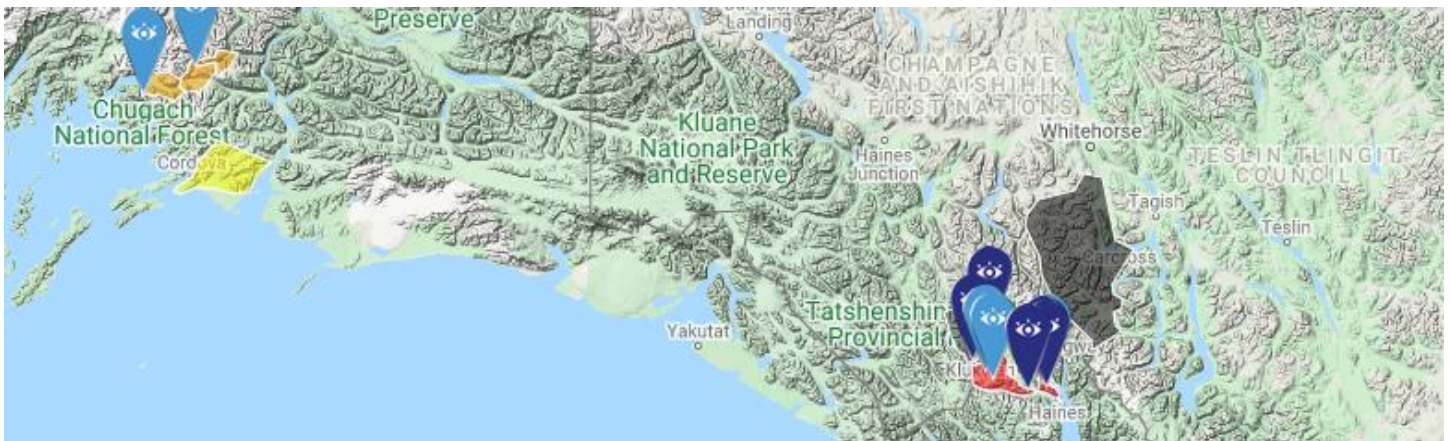 Preserve
Landing
CHAMPAGNE
AND AISHIHIK
FIRST NATIONS
Chugach
National Forest
Cordova
Kluane
National Park
and Reserve
Haines
Junction
Whitehorse
TESLIN TLINGIT
COUNCIL
Tagish
Teslin
Carcross
Yakutat
Tatshenshin
Provincial
Haines